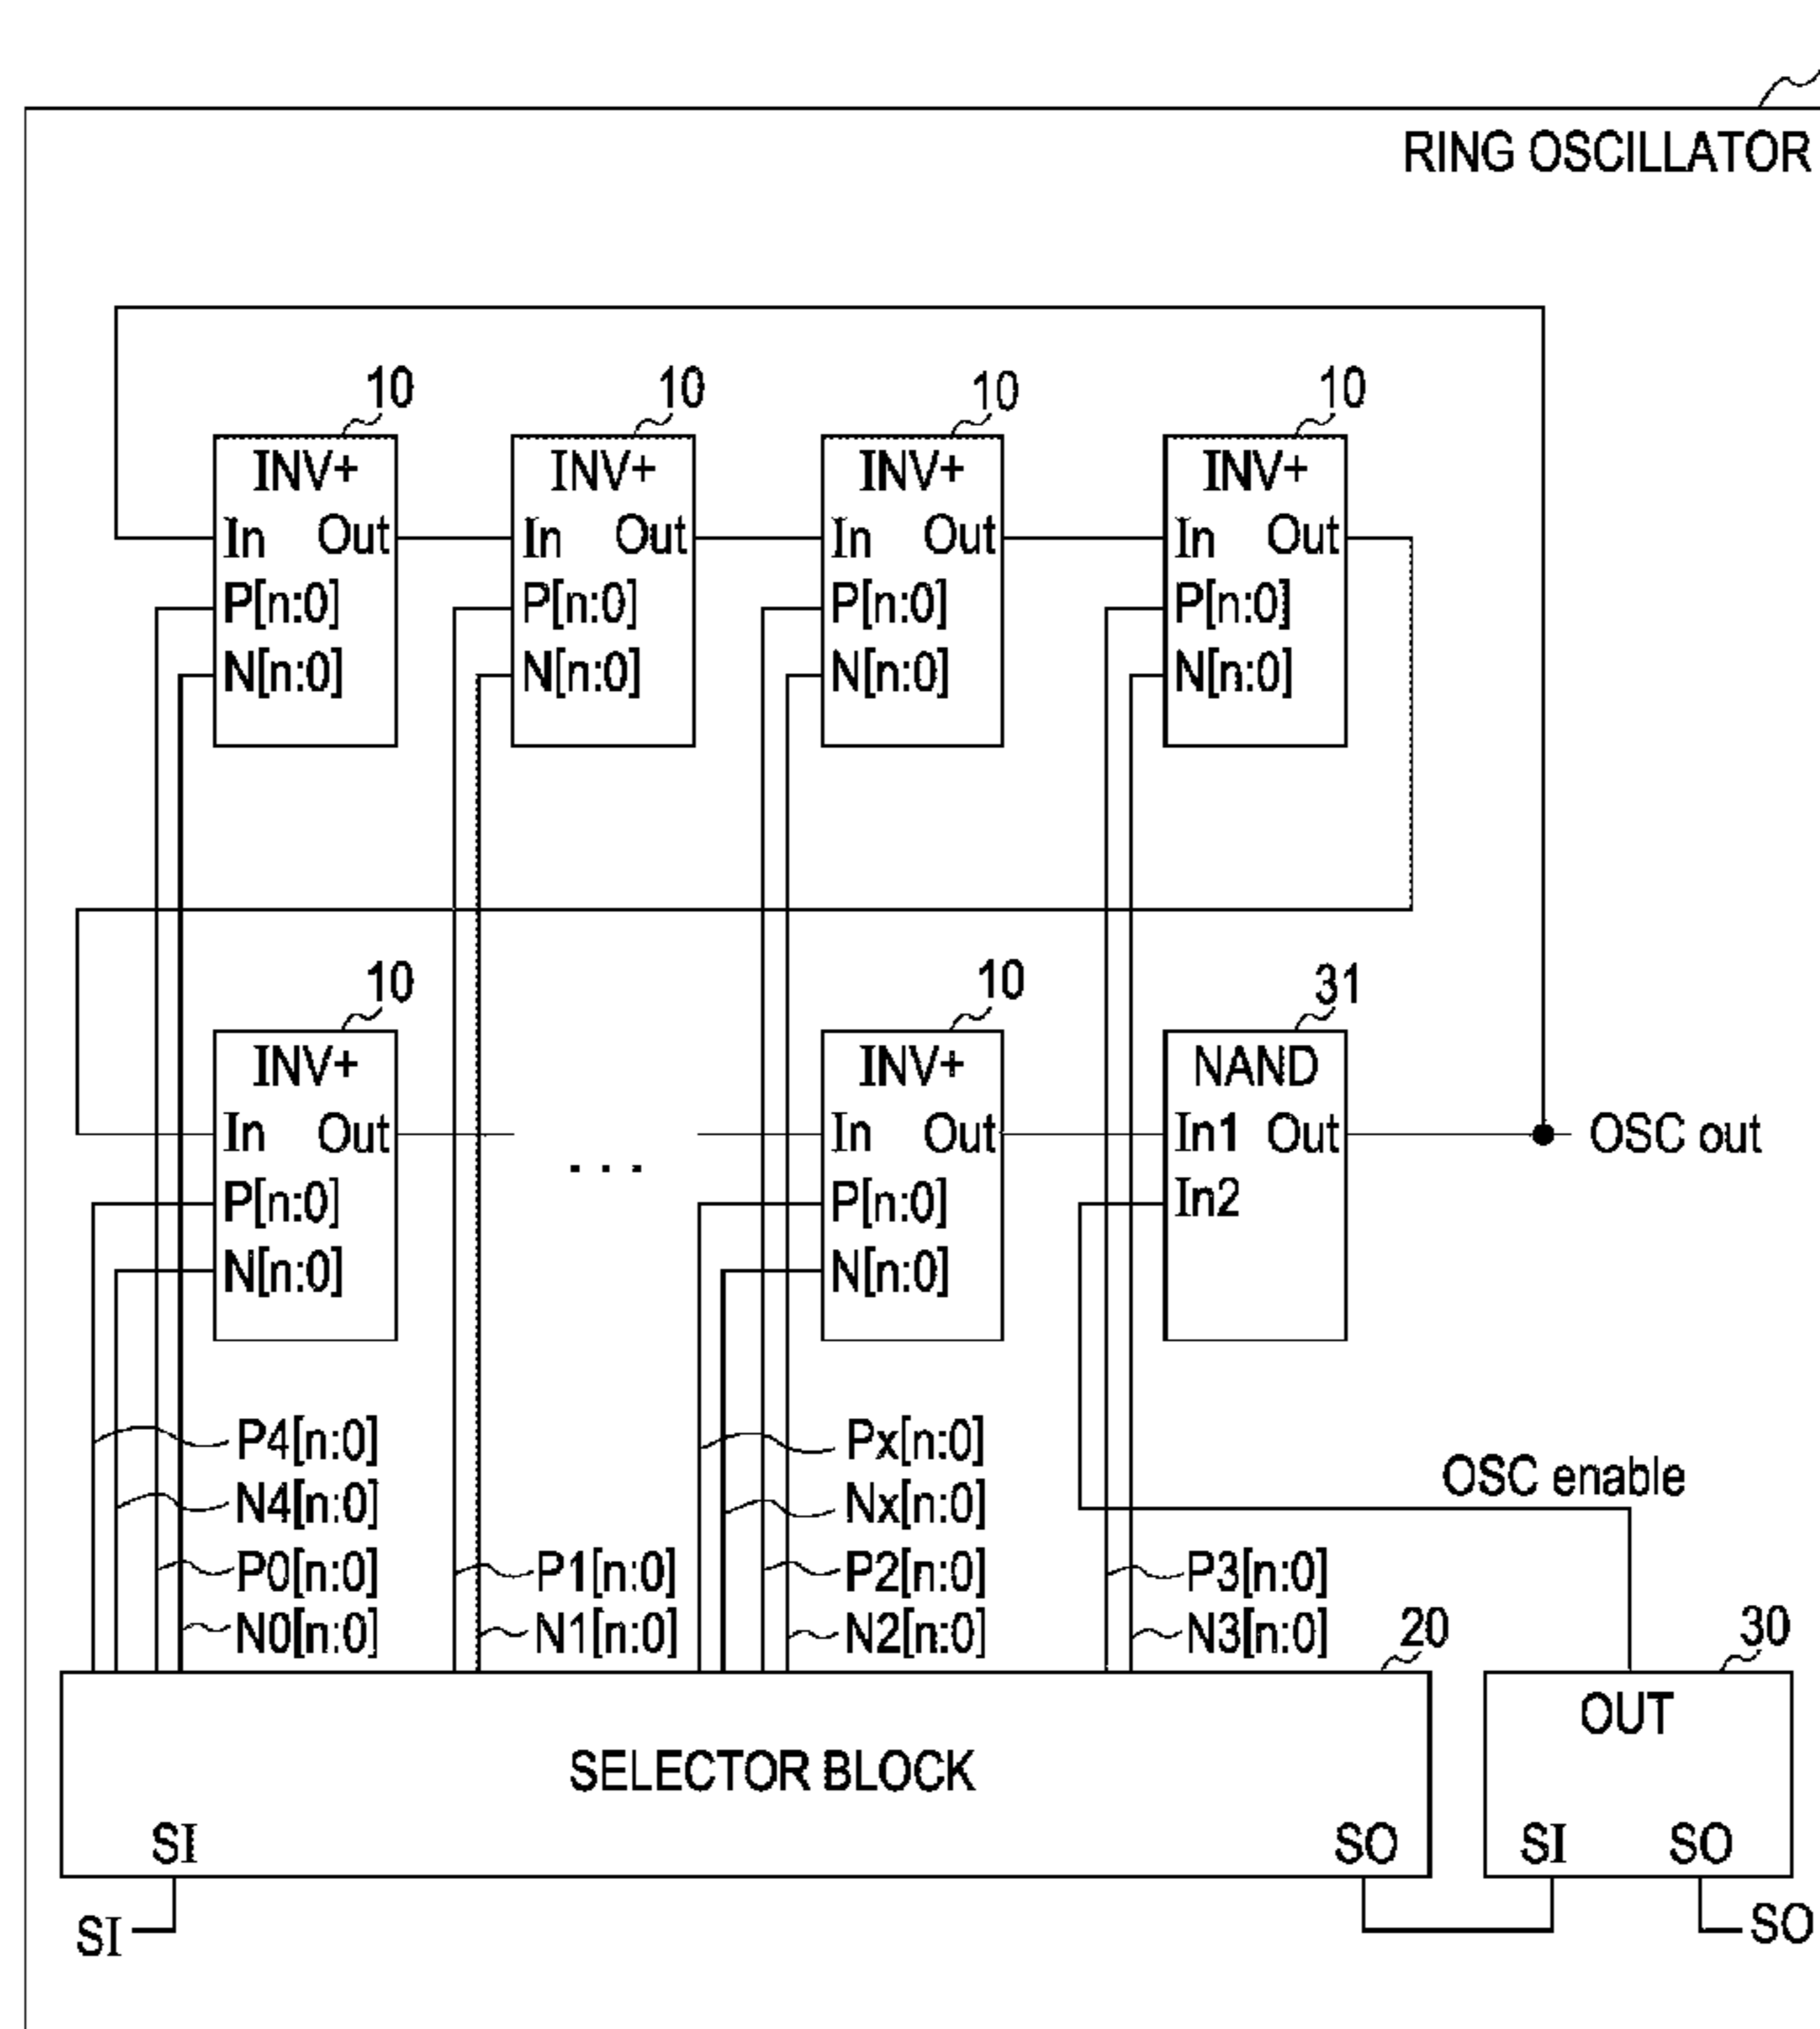 RING OSCILLATOR
10 10 10 10
INV+ INV+ INV+ INV+
In Out In Out In Out In Out
P[n:0] P[n:0] P[n:0] P[n:0]
N[n:0] N[n:0] N[n:0] N[n:0]
10 10 31
INV+ INV+ NAND
In Out In Out In1 Out OSC out
...
P[n:0] P[n:0] In2
N[n:0] N[n:0]
P4[n:0] Px[n:0]
OSC enable
N4[n:0] Nx[n:0]
P0[n:0] P1[n:0] P2[n:0] P3[n:0]
N0[n:0] N1[n:0] N2[n:0] N3[n:0]
20 30
OUT
SELECTOR BLOCK
SI SO SI SO
SI SO